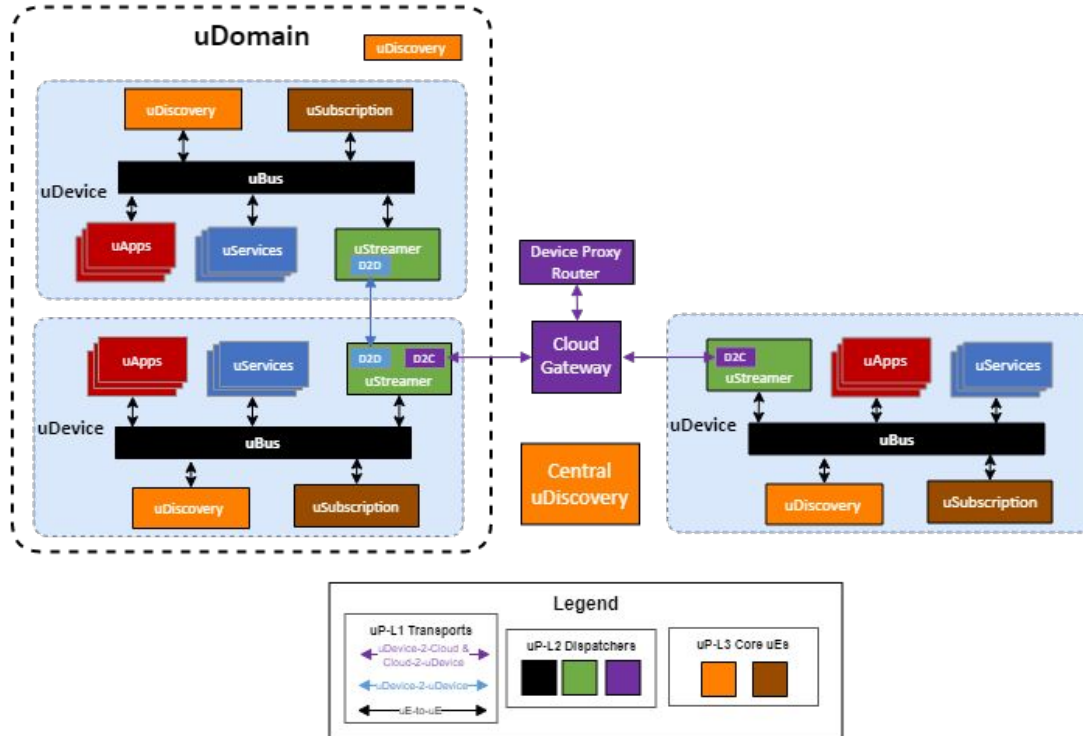 uDomain
uDiscovery
uDiscovery
uSubscription
uBus
uDevice
uApps
uServices
uStreamer
D2D
Device Proxy
Router
uApps
uServices
D2D
D2C
uStreamer
uDevice
uBus
uDiscovery
uSubscription
Cloud
Gateway
Central
uDiscovery
D2C
uStreamer
uApps
uServices
uDevice
uBus
uDiscovery
uSubscription
Legend
uP-L1 Transports
uDevice-2-Cloud &
Cloud-2-uDevice
uDevice-2-uDevice
uE-to-uE
uP-L2 Dispatchers
uP-L3 Core uEs